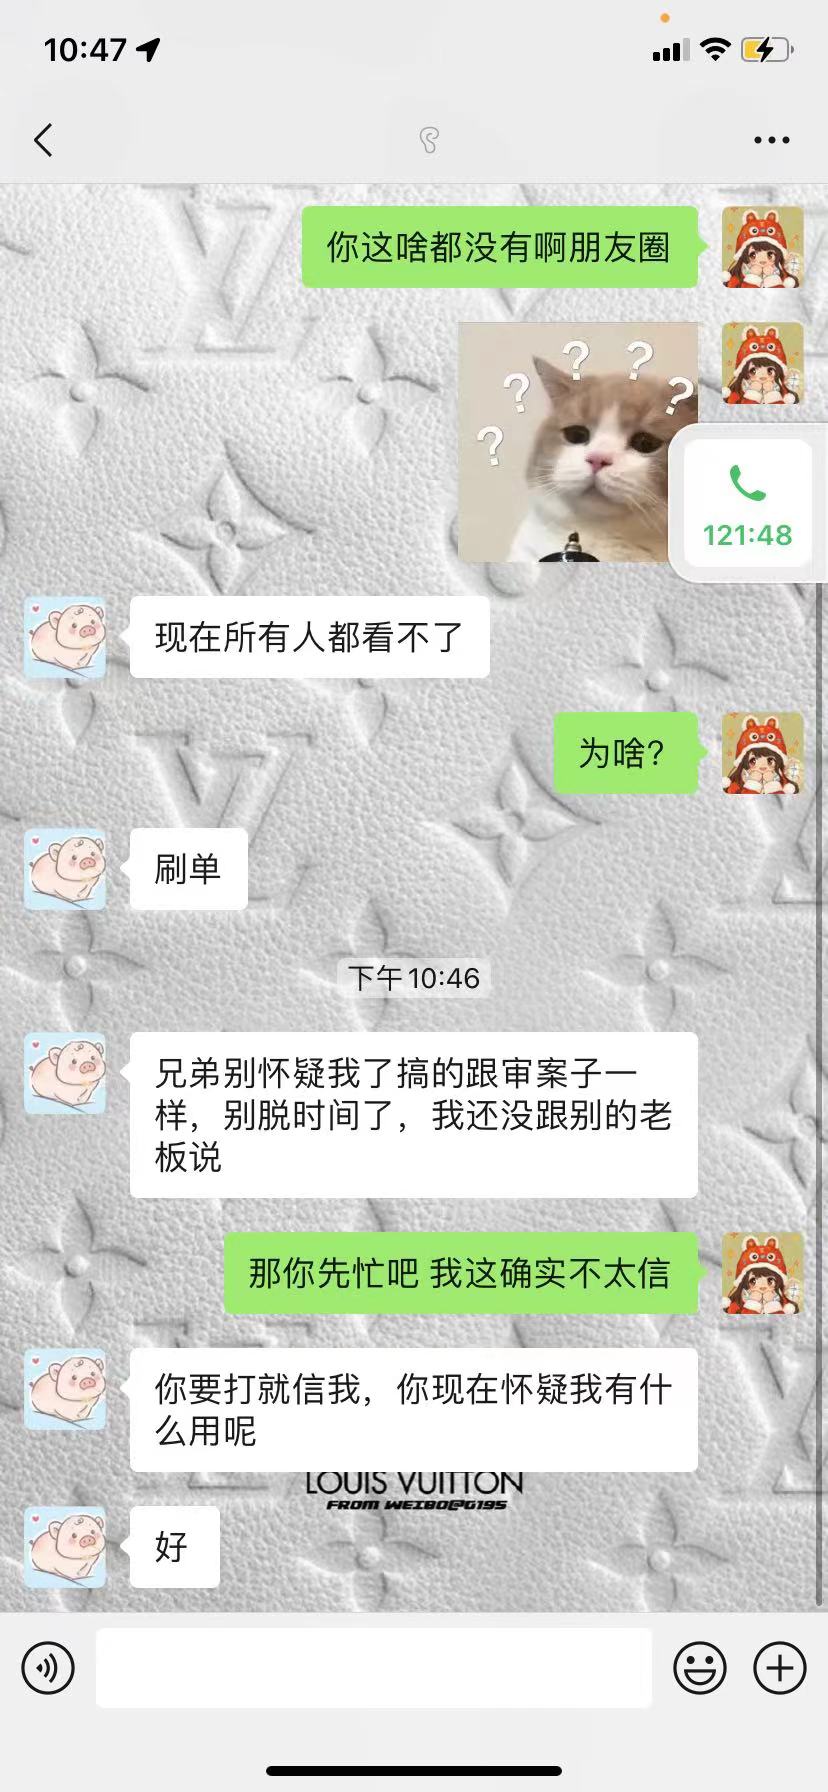 10:47
你这啥都没有啊朋友圈
? ? ? ? ?
121:48
现在所有人都看不了
为啥?
刷单
下午10:46
兄弟别怀疑我了搞的跟审案子一
样，别脱时间了，我还没跟别的老
板说
那你先忙吧 我这确实不太信
你要打就信我，你现在怀疑我有什
么用呢
LOUIS VUITTON
FROM WEIBO@G195
好